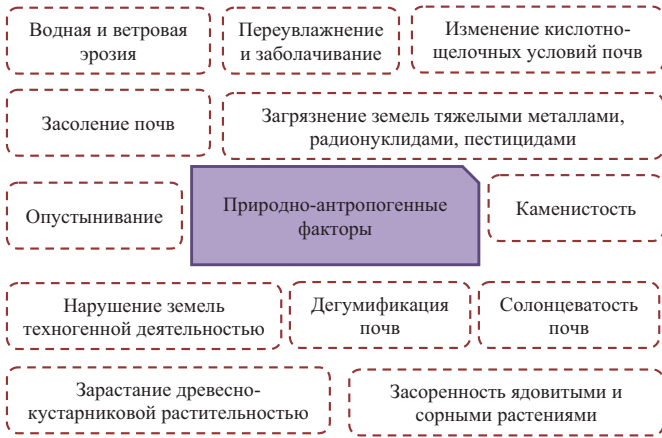 Водная и ветровая
эрозия
Переувлажнение
и заболачивание
Изменение кислотно-
щелочных условий почв
Засоление почв
Загрязнение земель тяжелыми металлами,
радионуклидами, пестицидами
Опустынивание
Природно-антропогенные
факторы
Каменистость
Нарушение земель
техногенной деятельностью
Дегумификация
почв
Солонцеватость
почв
Зарастание древесно-
кустарниковой растительностью
Засоренность ядовитыми и
сорными растениями